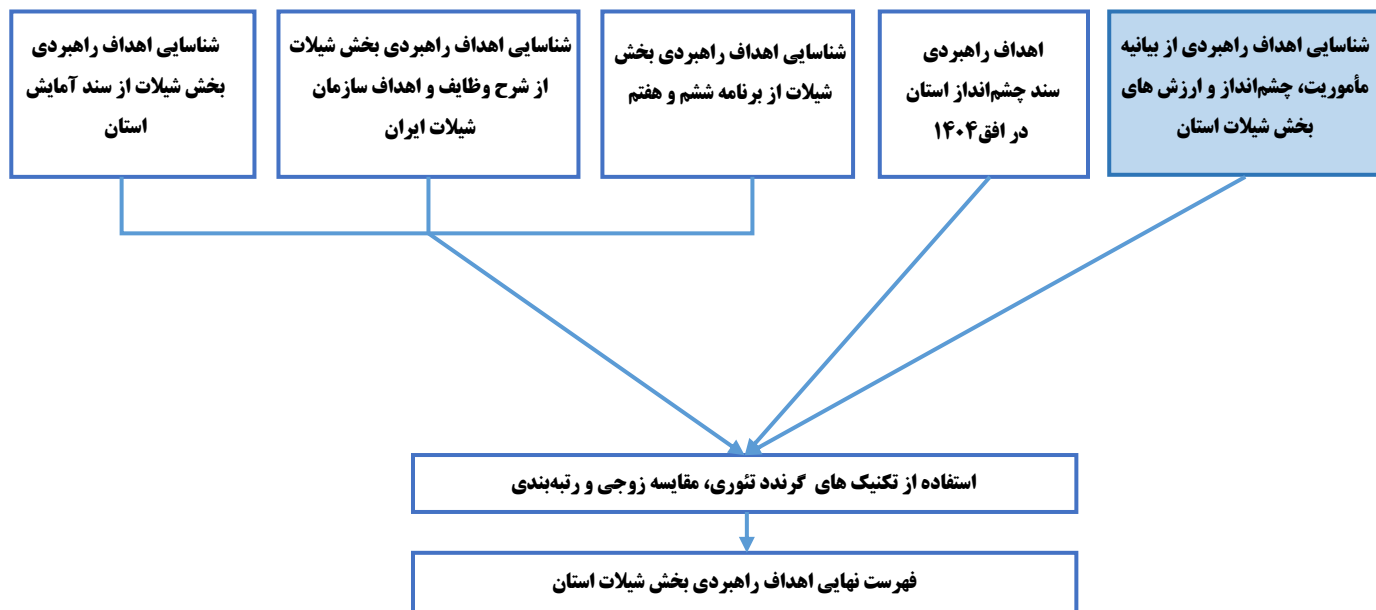 شناسایی اهداف راهبردی از بیانیه
مأموریت، چشم‌انداز و ارزش های
بخش شیلات استان
اهداف راهبردی
سند چشم‌انداز استان
در افق۱۴۰۴
شناسایی اهداف راهبردی بخش
شیلات از برنامه ششم و هفتم
شناسایی اهداف راهبردی بخش شیلات
از شرح وظایف و اهداف سازمان
شیلات ایران
شناسایی اهداف راهبردی
بخش شیلات از سند آمایش
استان
استفاده از تکنیک های گرندد تئوری، مقایسه زوجی و رتبه‌بندی
فهرست نهایی اهداف راهبردی بخش شیلات استان